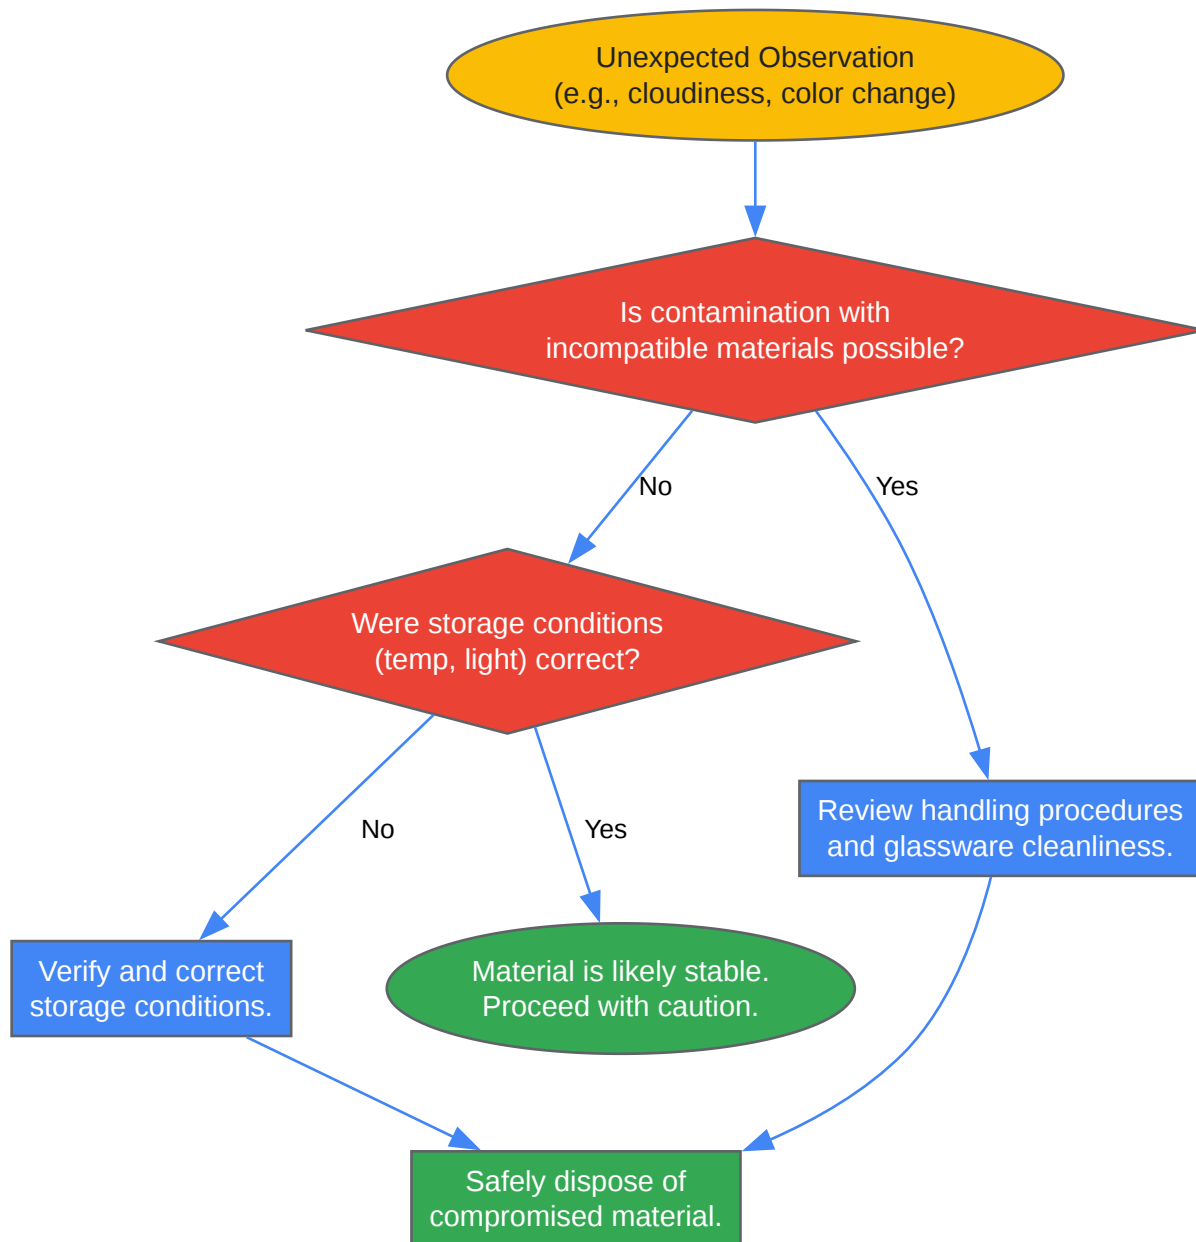 Unexpected Observation
(e.g., cloudiness, color change)
Is contamination with
incompatible materials possible?
No
Yes
Were storage conditions
(temp, light) correct?
No
Yes
Review handling procedures
and glassware cleanliness.
Verify and correct
storage conditions.
Material is likely stable.
Proceed with caution.
Safely dispose of
compromised material.